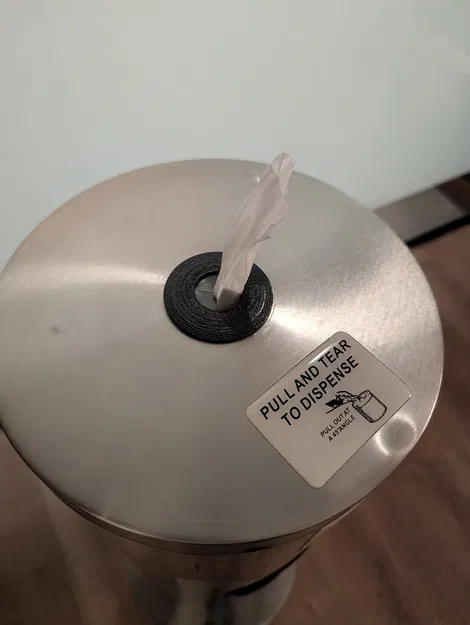 PULL AND TEAR
TO DISPENSE
PULL OUT AT
A 45°ANGLE